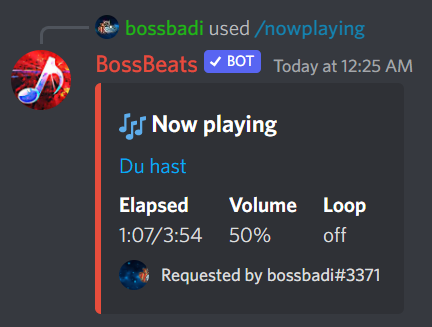 bossbadi used /nowplaying
BossBeats ✓ BOT Today at 12:25 AM
🎶 Now playing
Du hast
Elapsed Volume Loop
1:07/3:54 50% off
Requested by bossbadi#3371